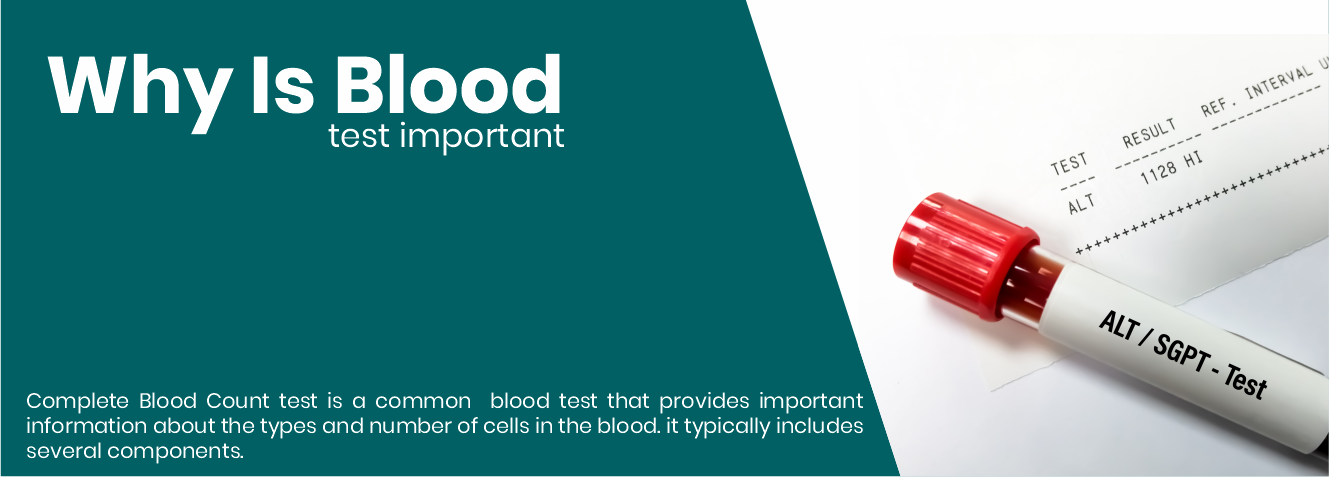 Why Is Blood
test important
TEST RESULT REF. INTERVAL
ALT 1128 HI
++++++++++++++++++++++++++++++
ALT / SGPT - Test
Complete Blood Count test is a common blood test that provides important
information about the types and number of cells in the blood. it typically includes
several components.